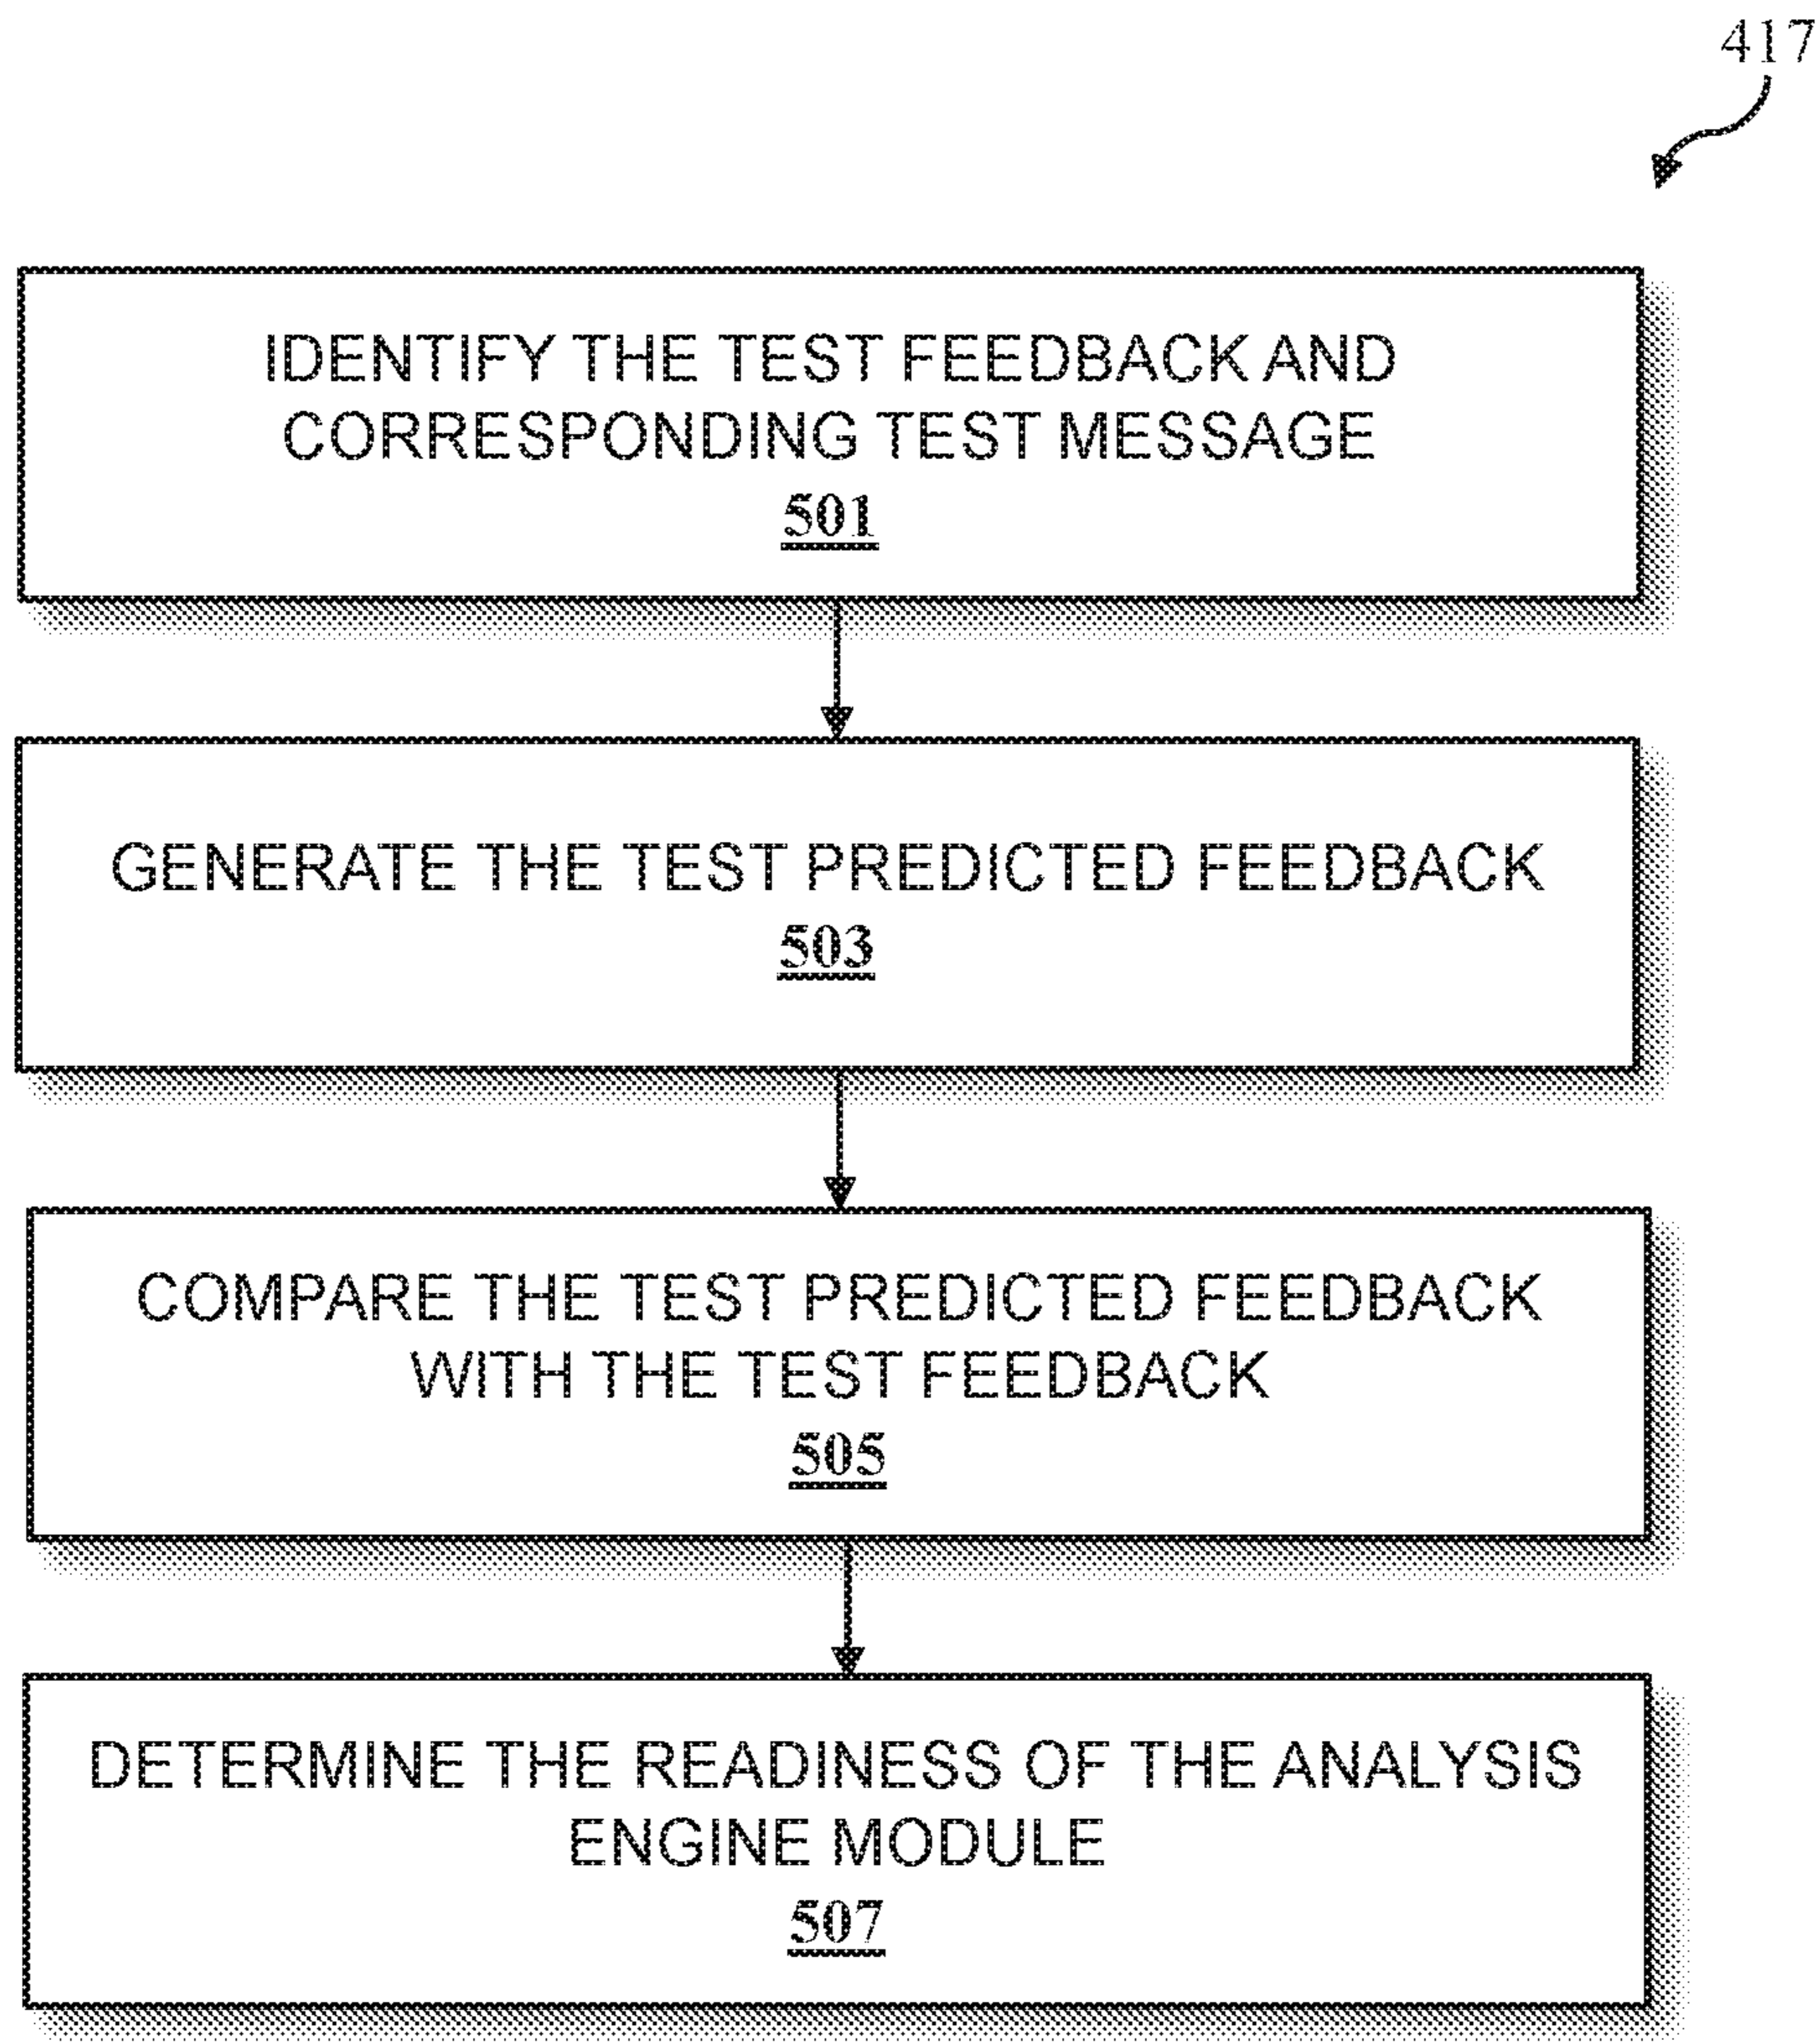 417
IDENTIFY THE TEST FEEDBACK AND
CORRESPONDING TEST MESSAGE
501
GENERATE THE TEST PREDICTED FEEDBACK
503
COMPARE THE TEST PREDICTED FEEDBACK
WITH THE TEST FEEDBACK
505
DETERMINE THE READINESS OF THE ANALYSIS
ENGINE MODULE
507